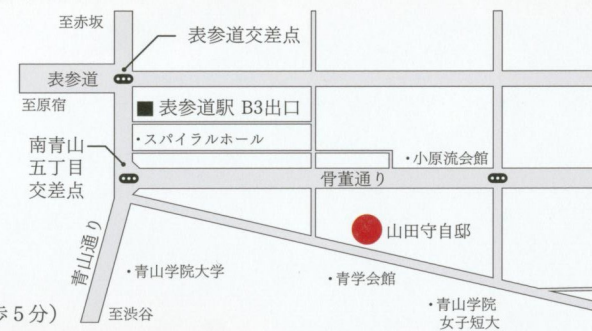 至赤坂
表参道交差点
表参道
至原宿
■ 表参道駅 B3出口
・スパイラルホール
南青山
五丁目
交差点
・小原流会館
骨董通り
山田守自邸
青山通り
・青山学院大学
・青学会館
・青山学院
女子短大
歩5分)
至渋谷